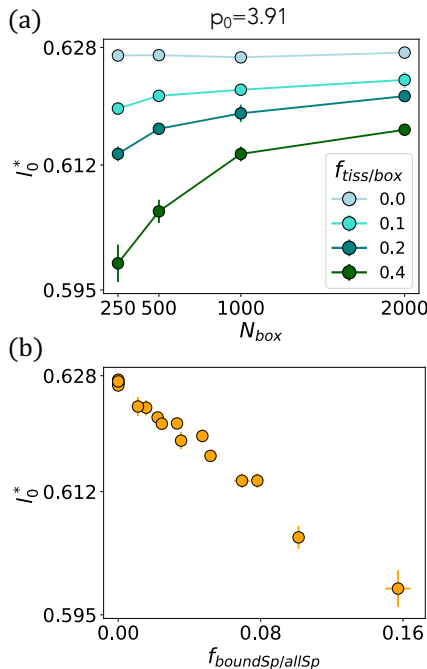 (a)
p₀=3.91
0.628
0.612
0.595
I₀*
f_tiss/box
0.0
0.1
0.2
0.4
250 500 1000 2000
N_box
(b)
0.628
0.612
0.595
I₀*
0.00 0.08 0.16
f_boundSp/allSp